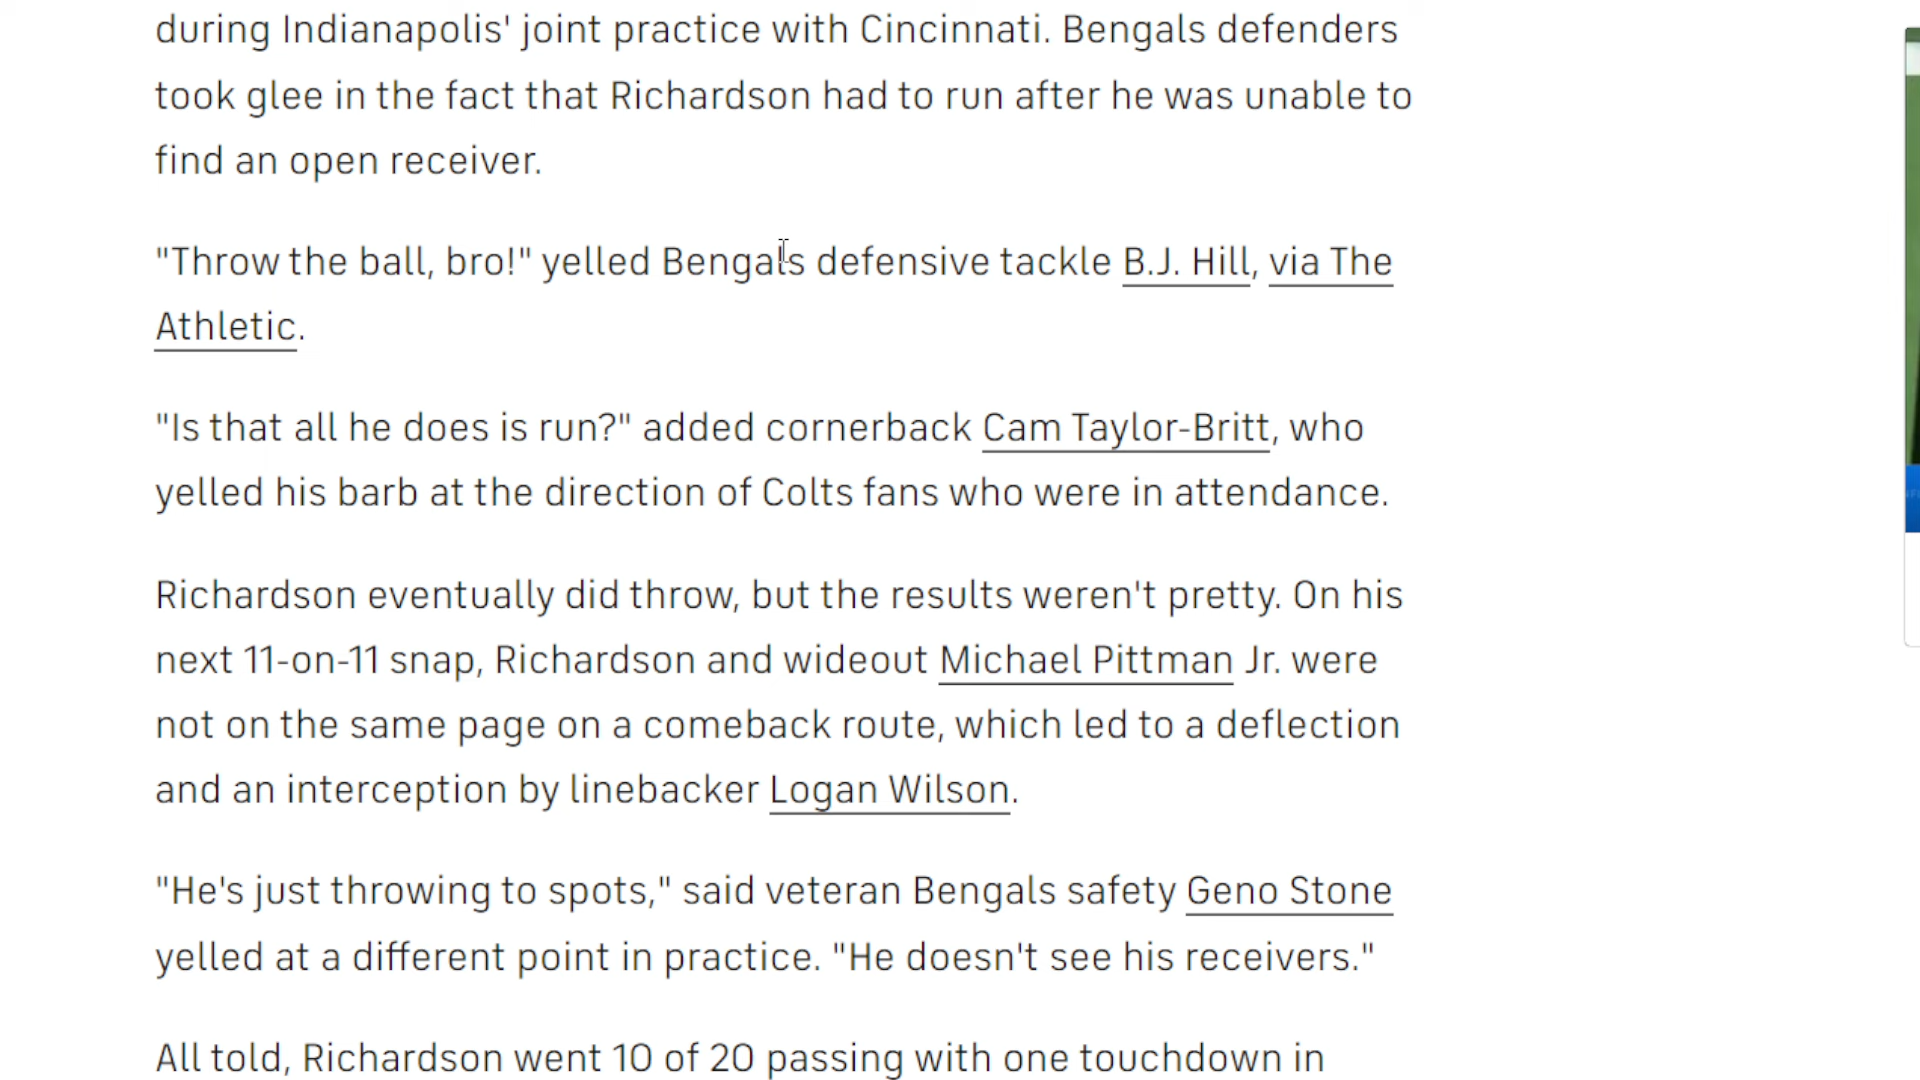 during Indianapolis' joint practice with Cincinnati. Bengals defenders
took glee in the fact that Richardson had to run after he was unable to
find an open receiver.
"Throw the ball, bro!" yelled Bengals defensive tackle B.J. Hill, via The
Athletic.
"Is that all he does is run?" added cornerback Cam Taylor-Britt, who
yelled his barb at the direction of Colts fans who were in attendance.
Richardson eventually did throw, but the results weren't pretty. On his
next 11-on-11 snap, Richardson and wideout Michael Pittman Jr. were
not on the same page on a comeback route, which led to a deflection
and an interception by linebacker Logan Wilson.
"He's just throwing to spots," said veteran Bengals safety Geno Stone
yelled at a different point in practice. "He doesn't see his receivers."
All told, Richardson went 10 of 20 passing with one touchdown in